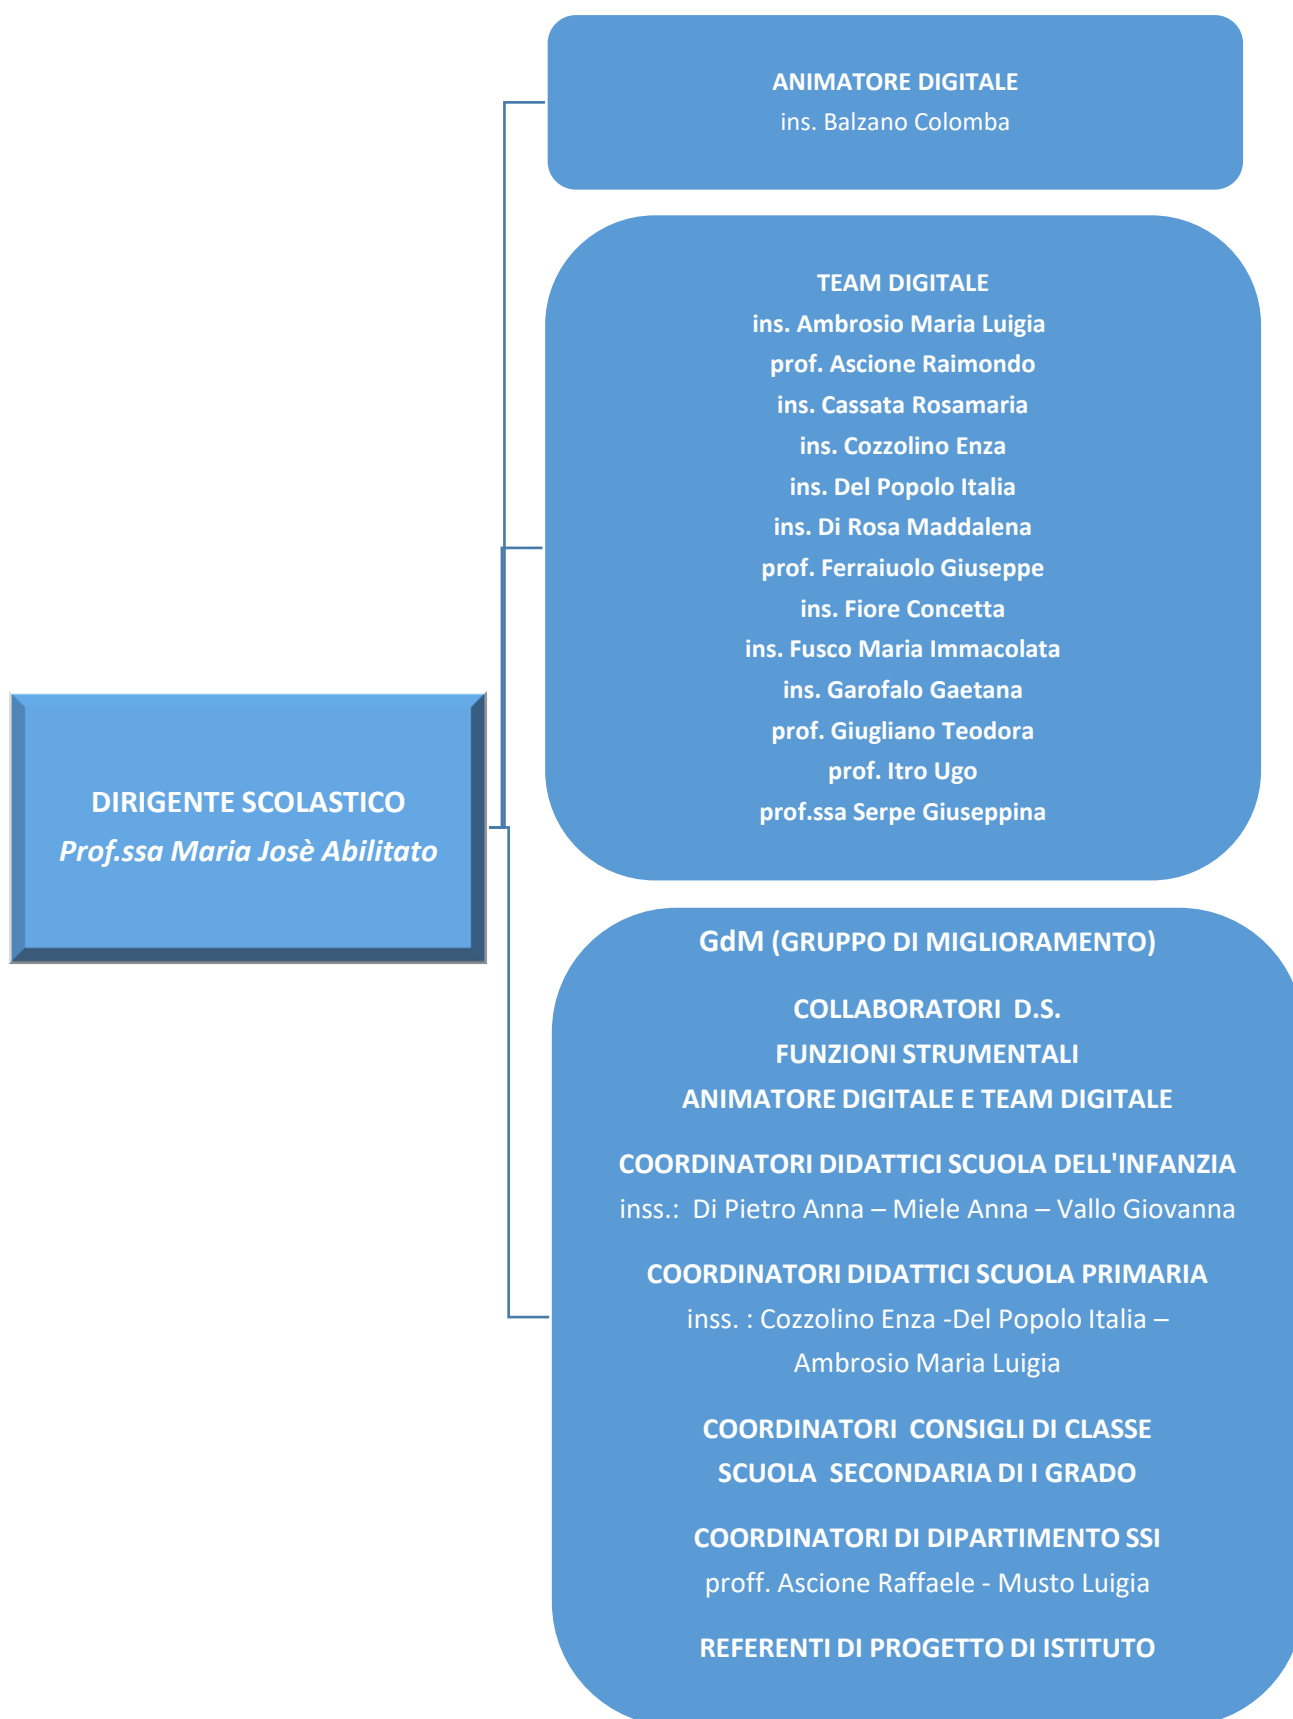 ANIMATORE DIGITALE
ins. Balzano Colomba
TEAM DIGITALE
ins. Ambrosio Maria Luigia
prof. Ascione Raimondo
ins. Cassata Rosamaria
ins. Cozzolino Enza
ins. Del Popolo Italia
ins. Di Rosa Maddalena
prof. Ferraiuolo Giuseppe
ins. Fiore Concetta
ins. Fusco Maria Immacolata
ins. Garofalo Gaetana
prof. Giugliano Teodora
prof. Itro Ugo
prof.ssa Serpe Giuseppina
DIRIGENTE SCOLASTICO
Prof.ssa Maria Josè Abilitato
GdM (GRUPPO DI MIGLIORAMENTO)
COLLABORATORI  D.S.
FUNZIONI STRUMENTALI
ANIMATORE DIGITALE E TEAM DIGITALE
COORDINATORI DIDATTICI SCUOLA DELL'INFANZIA
inss.:  Di Pietro Anna – Miele Anna – Vallo Giovanna
COORDINATORI DIDATTICI SCUOLA PRIMARIA
inss. : Cozzolino Enza -Del Popolo Italia –
Ambrosio Maria Luigia
COORDINATORI  CONSIGLI DI CLASSE
SCUOLA  SECONDARIA DI I GRADO
COORDINATORI DI DIPARTIMENTO SSI
proff. Ascione Raffaele - Musto Luigia
REFERENTI DI PROGETTO DI ISTITUTO